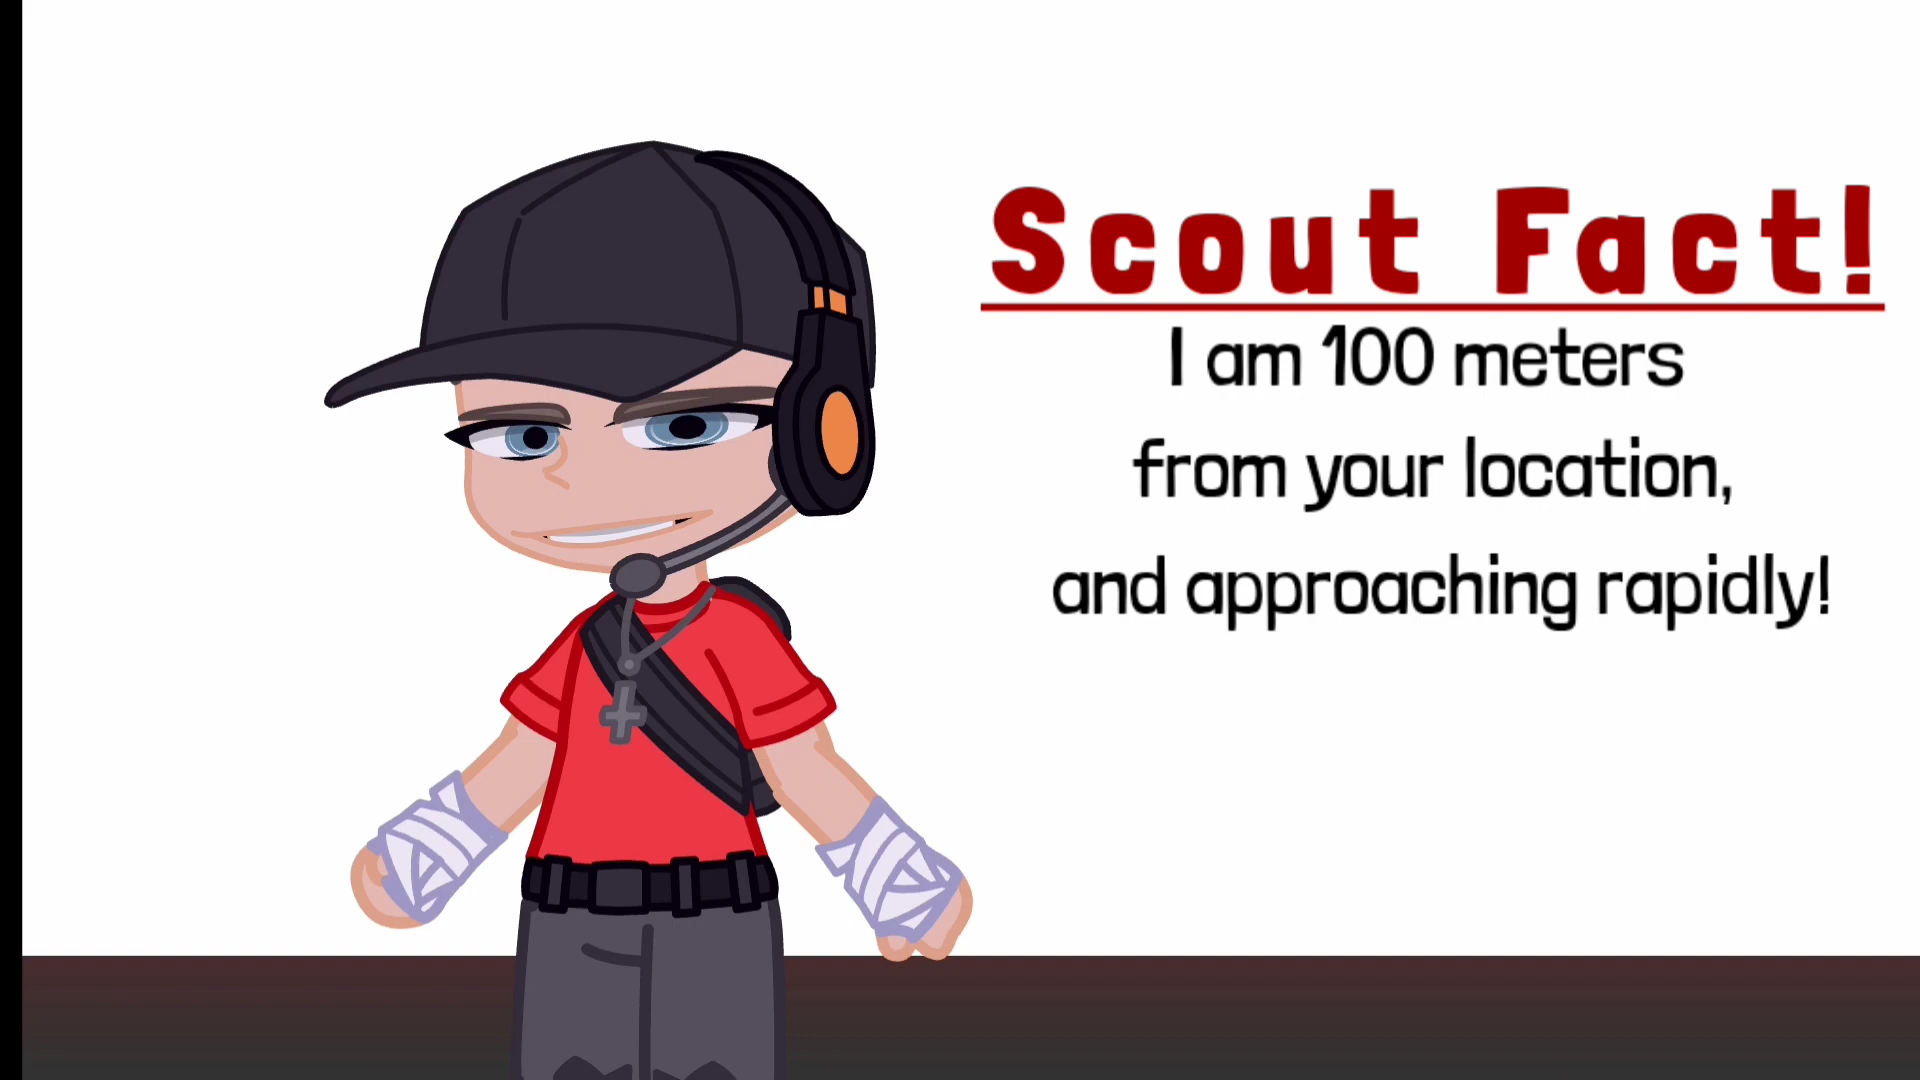 Scout Fact!
I am 100 meters
from your location,
and approaching rapidly!